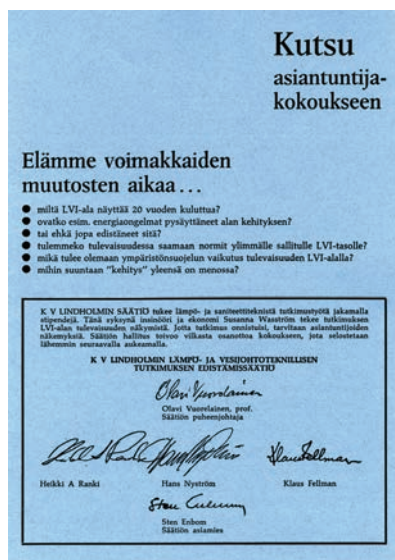 Kutsu
asiantuntija-
kokoukseen
Elämme voimakkaiden
muutosten aikaa...
● miltä LVI-ala näyttää 20 vuoden kuluttua?
● ovatko esim. energiaongelmat pysäyttäneet alan kehityksen?
● tai ehkä jopa edistäneet sitä?
● tulemmeko tulevaisuudessa saamaan normit ylimmälle sallitulle LVI-tasolle?
● mikä tulee olemaan ympäristönsuojelun vaikutus tulevaisuuden LVI-alalla?
● mihin suuntaan "kehitys" yleensä on menossa?
K V LINDHOLMIN SÄÄTIÖ tukee lämpö- ja saniteettiteknistä tutkimustyötä jakamalla
stipendejä. Tänä syksynä insinööri ja ekonomi Susanna Wasström tekee tutkimuksen
LVI-alan tulevaisuuden näkymistä. Jotta tutkimus onnistuisi, tarvitaan asiantuntijoiden
näkemyksiä. Säätiön hallitus toivoo vilkasta osanottoa kokoukseen, jota selostetaan
lähemmin seuraavalla aukeamalla.
K V LINDHOLMIN LÄMPÖ- JA VESIJOHTOTEKNILLISEN
TUTKIMUKSEN EDISTÄMISSÄÄTIÖ
Olavi Vuorelainen
Olavi Vuorelainen, prof.
Säätiön puheenjohtaja
Klaus Fellman
Heikki A Ranki Hans Nyström Klaus Fellman
Sten Enbom
Säätiön asiamies